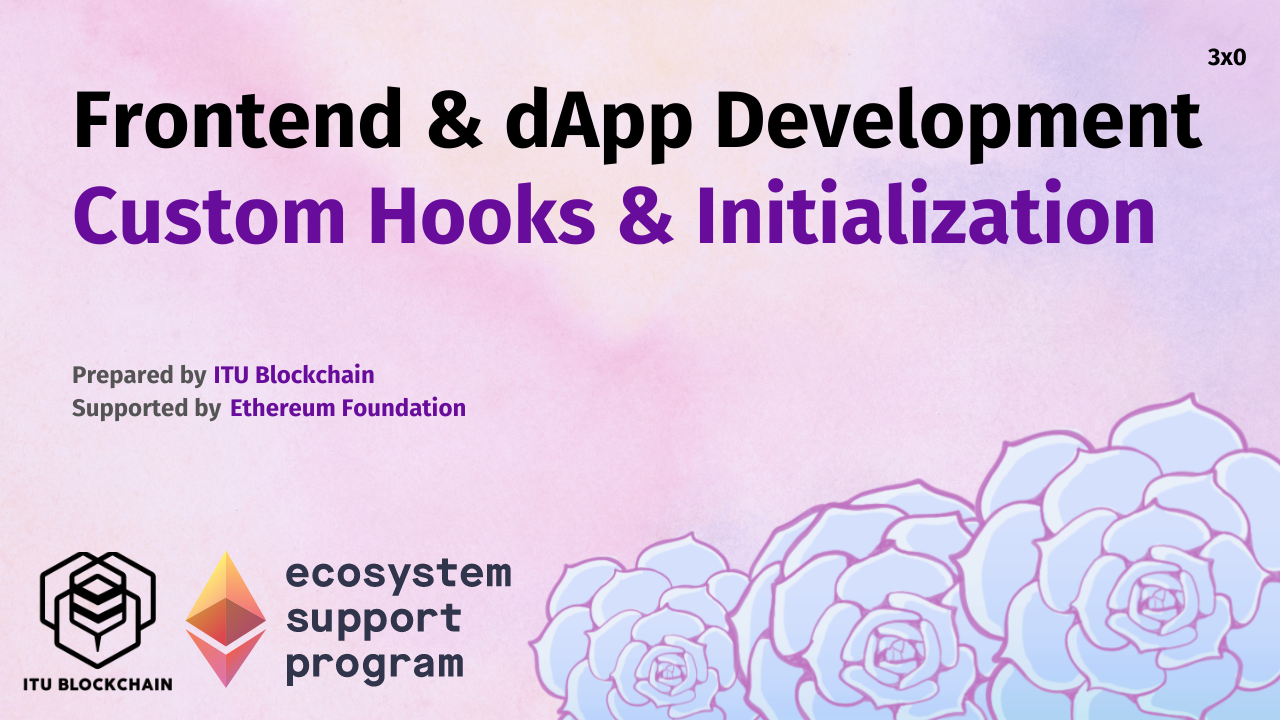 3x0
Frontend & dApp Development
Custom Hooks & Initialization
Prepared by ITU Blockchain
Supported by Ethereum Foundation
ITU BLOCKCHAIN
ecosystem
support
program